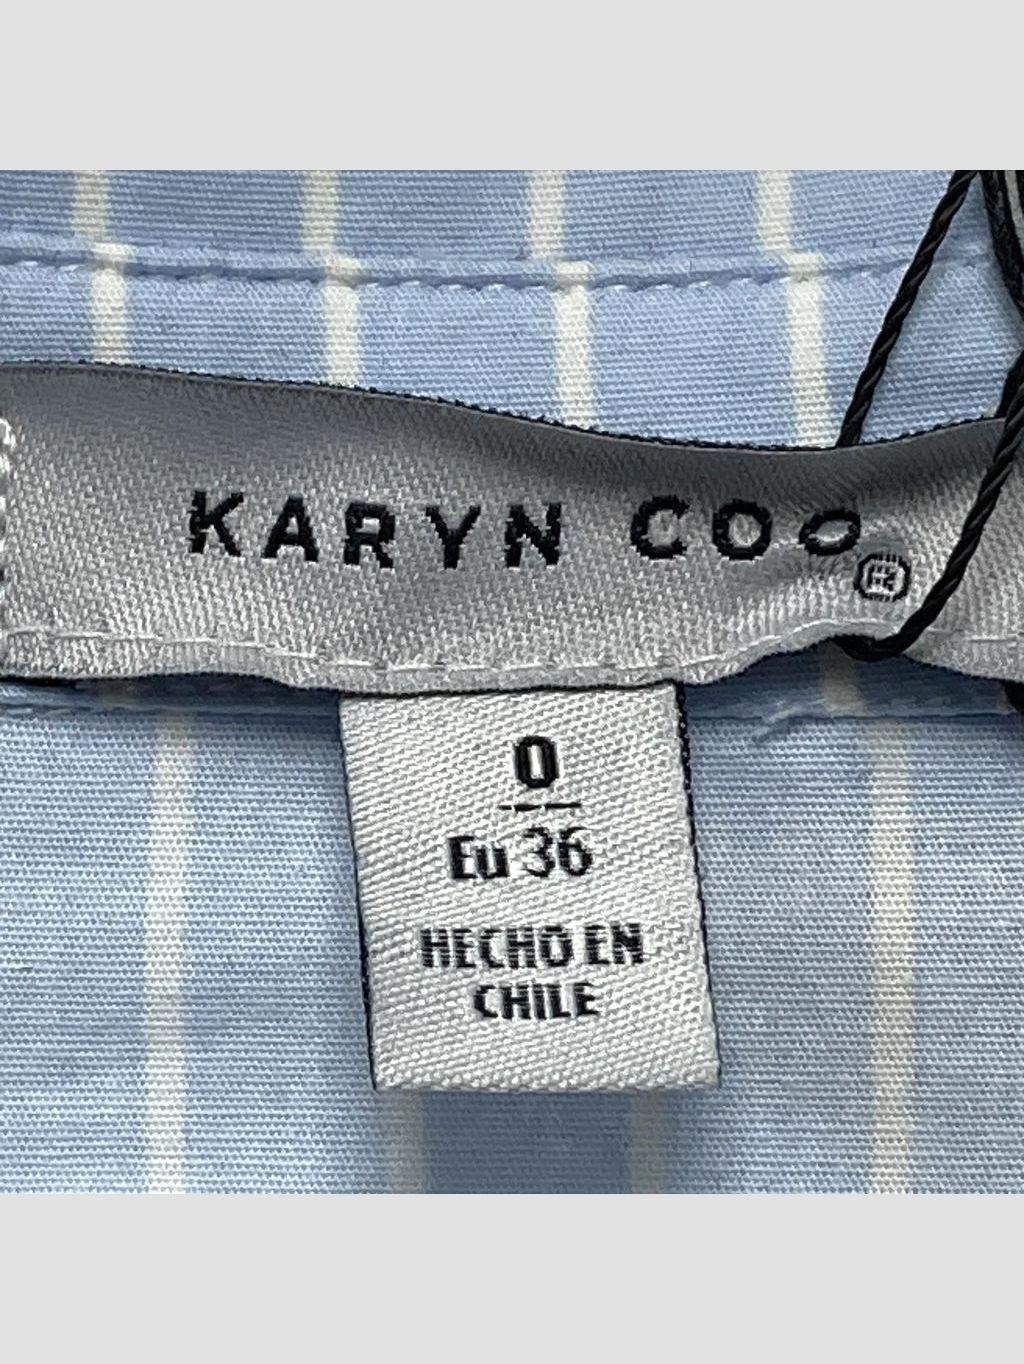 KARYN COO®
0
Eu 36
HECHO EN
CHILE